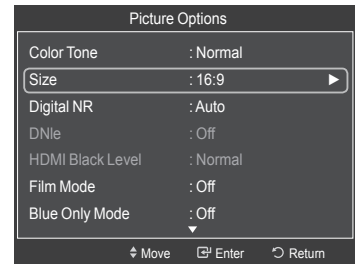 Picture Options
Color Tone : Normal
Size : 16:9 ►
Digital NR : Auto
DNIe : Off
HDMI Black Level : Normal
Film Mode : Off
Blue Only Mode : Off
▼
Move Enter Return